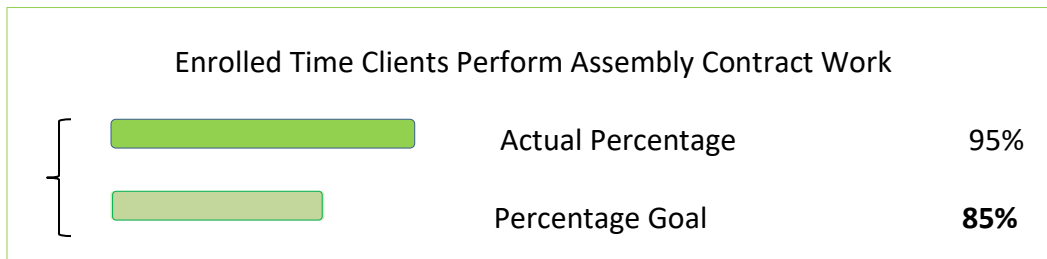 Enrolled Time Clients Perform Assembly Contract Work
Actual Percentage 95%
Percentage Goal 85%